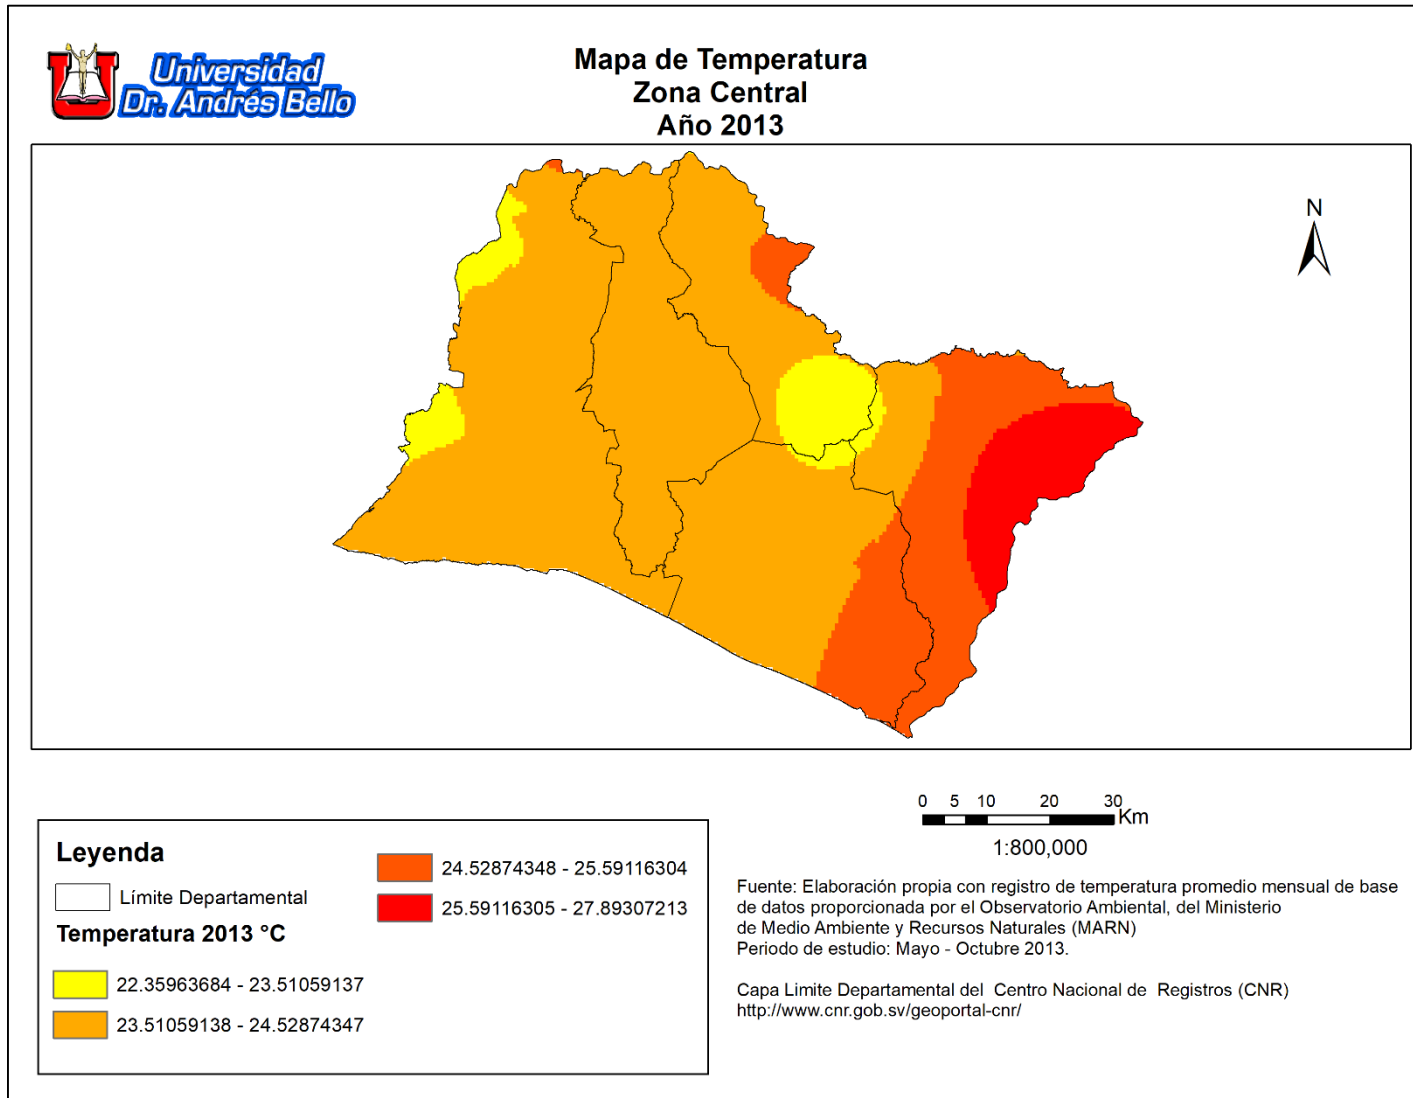 Universidad
Dr. Andrés Bello
Mapa de Temperatura
Zona Central
Año 2013
N
0 5 10 20 30
Km
1:800,000
Leyenda
Límite Departamental
Temperatura 2013 °C
22.35963684 - 23.51059137
23.51059138 - 24.52874347
24.52874348 - 25.59116304
25.59116305 - 27.89307213
Fuente: Elaboración propia con registro de temperatura promedio mensual de base
de datos proporcionada por el Observatorio Ambiental, del Ministerio
de Medio Ambiente y Recursos Naturales (MARN)
Periodo de estudio: Mayo - Octubre 2013.
Capa Limite Departamental del Centro Nacional de Registros (CNR)
http://www.cnr.gob.sv/geoportal-cnr/